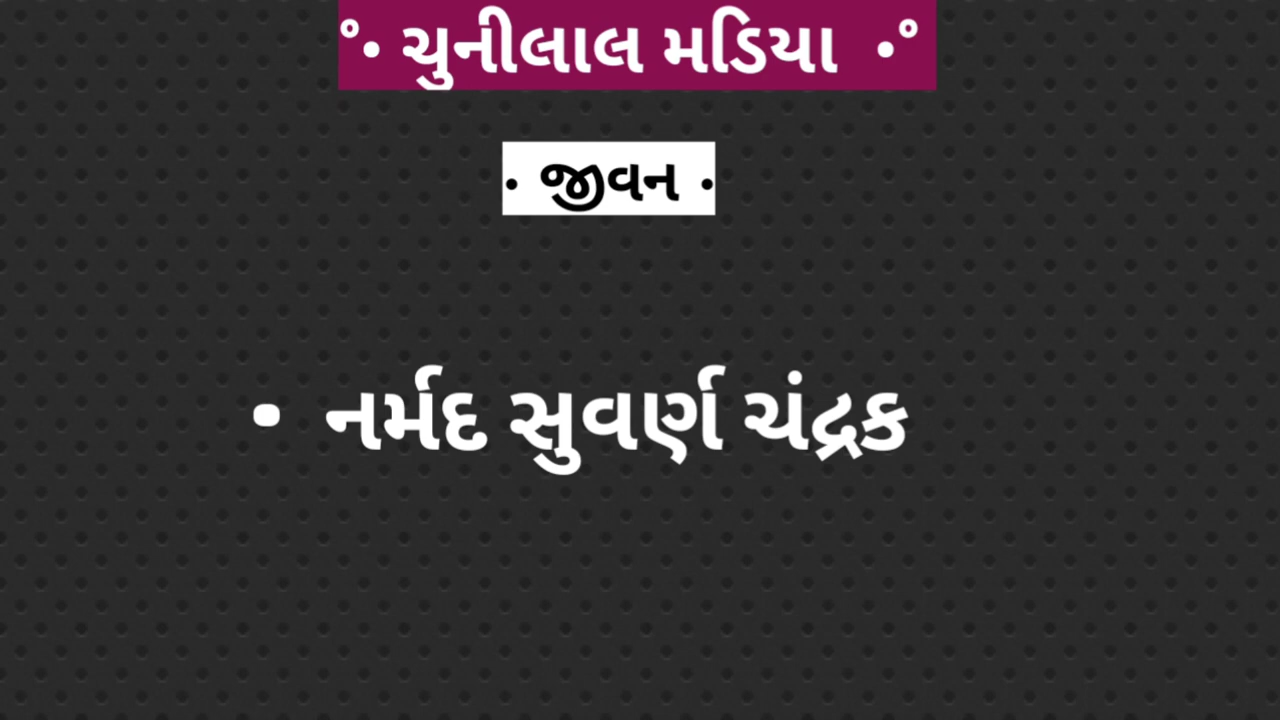 °• ચુનીલાલ મડિયા •°
• જીવન •
• નર્મદ સુવર્ણ ચંદ્રક